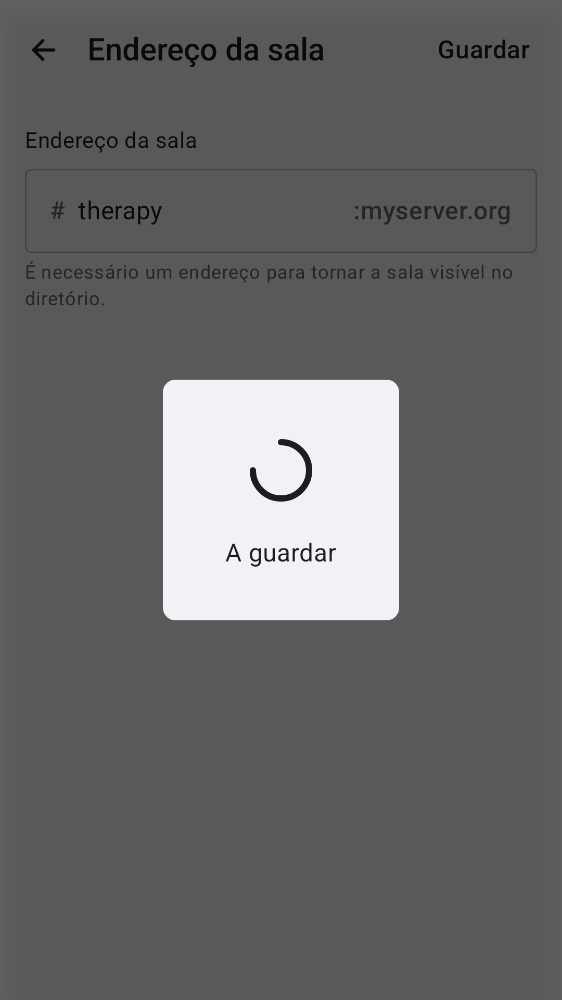 Endereço da sala Guardar
Endereço da sala
# therapy :myserver.org
É necessário um endereço para tornar a sala visível no
diretório.
A guardar